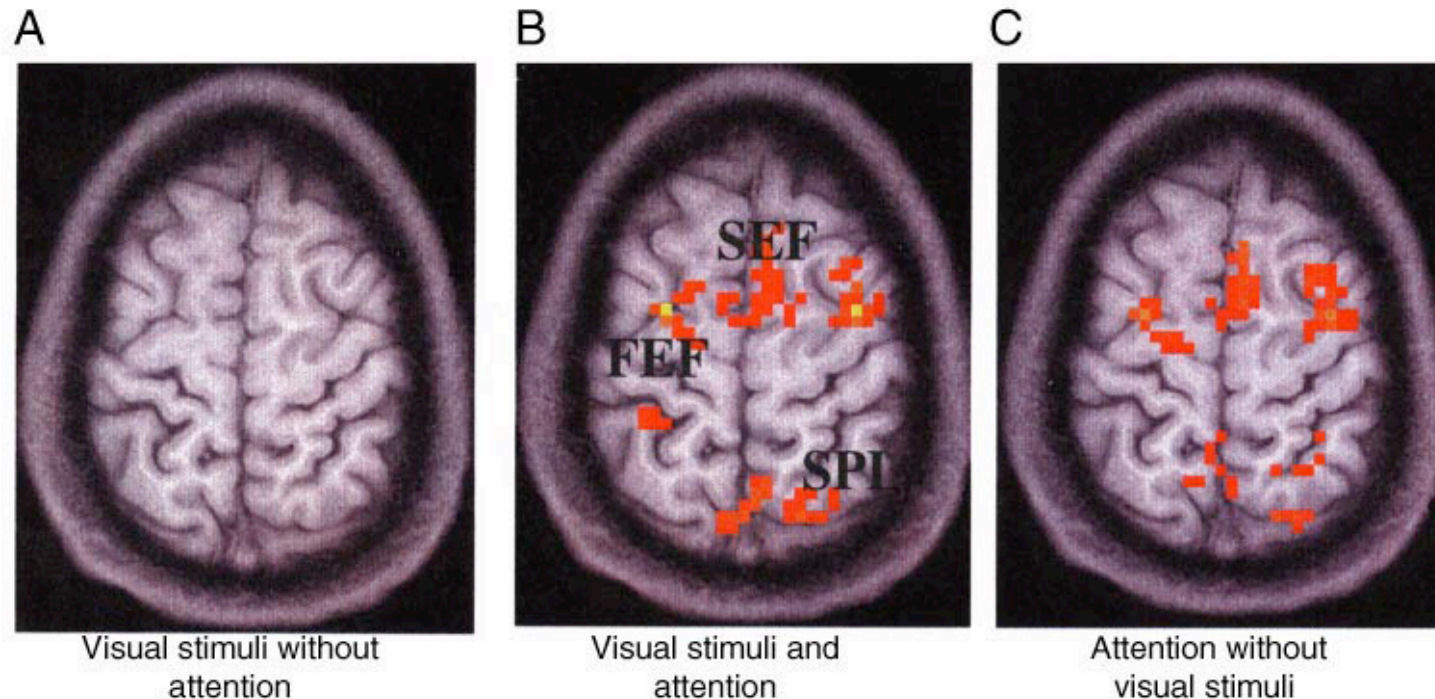 A
B
C
SEF
FEF
SPL
Visual stimuli without
attention
Visual stimuli and
attention
Attention without
visual stimuli